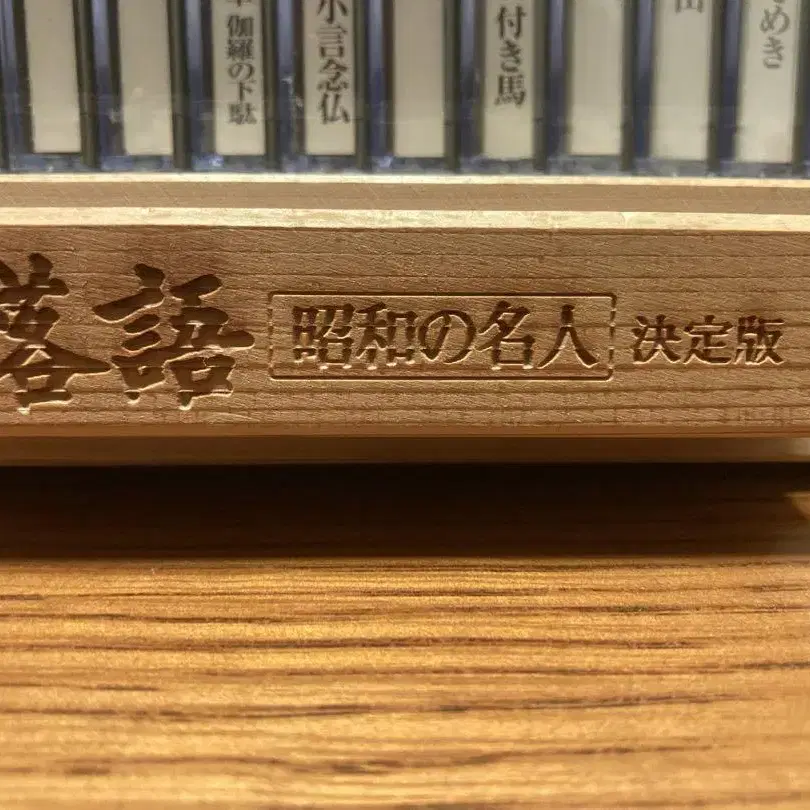 伽羅の下駄
小言念仏
付き馬
めき
落語 昭和の名人 決定版